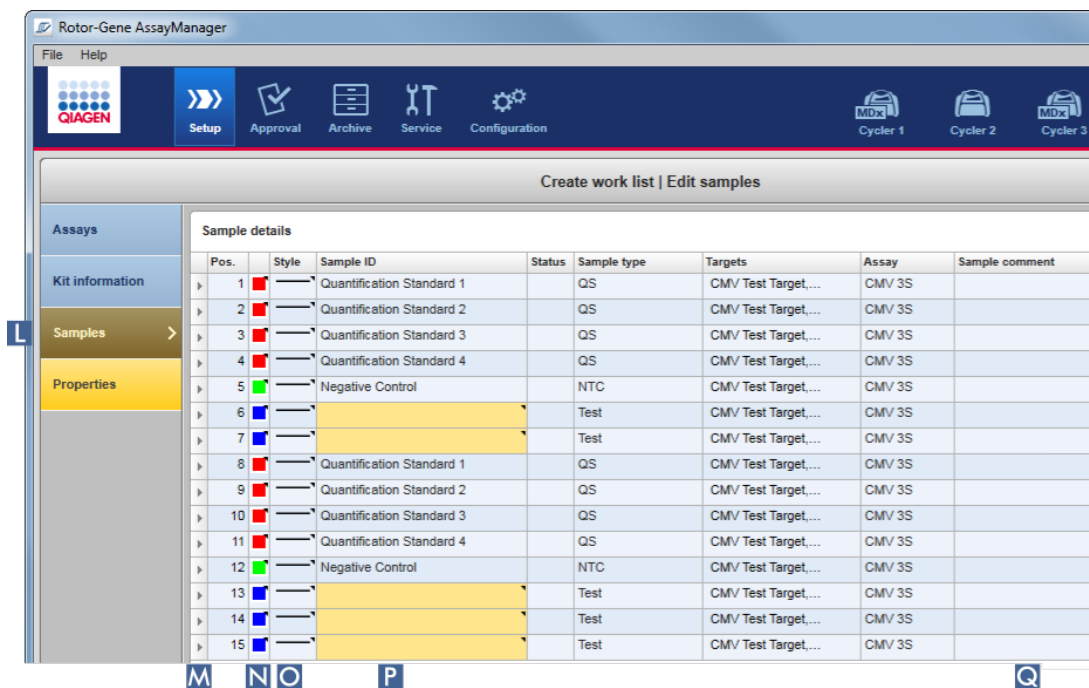 Rotor-Gene AssayManager
File Help
QIAGEN
Setup Approval Archive Service Configuration MDx Cycler 1 Cycler 2 MDx Cycler 3
Create work list | Edit samples
Assays
Kit information
Samples
Properties
L
Sample details
Pos. Style Sample ID Status Sample type Targets Assay Sample comment
1 Quantification Standard 1 QS CMV Test Target,... CMV 3S
2 Quantification Standard 2 QS CMV Test Target,... CMV 3S
3 Quantification Standard 3 QS CMV Test Target,... CMV 3S
4 Quantification Standard 4 QS CMV Test Target,... CMV 3S
5 Negative Control NTC CMV Test Target,... CMV 3S
6 Test CMV Test Target,... CMV 3S
7 Test CMV Test Target,... CMV 3S
8 Quantification Standard 1 QS CMV Test Target,... CMV 3S
9 Quantification Standard 2 QS CMV Test Target,... CMV 3S
10 Quantification Standard 3 QS CMV Test Target,... CMV 3S
11 Quantification Standard 4 QS CMV Test Target,... CMV 3S
12 Negative Control NTC CMV Test Target,... CMV 3S
13 Test CMV Test Target,... CMV 3S
14 Test CMV Test Target,... CMV 3S
15 Test CMV Test Target,... CMV 3S
M N O P Q